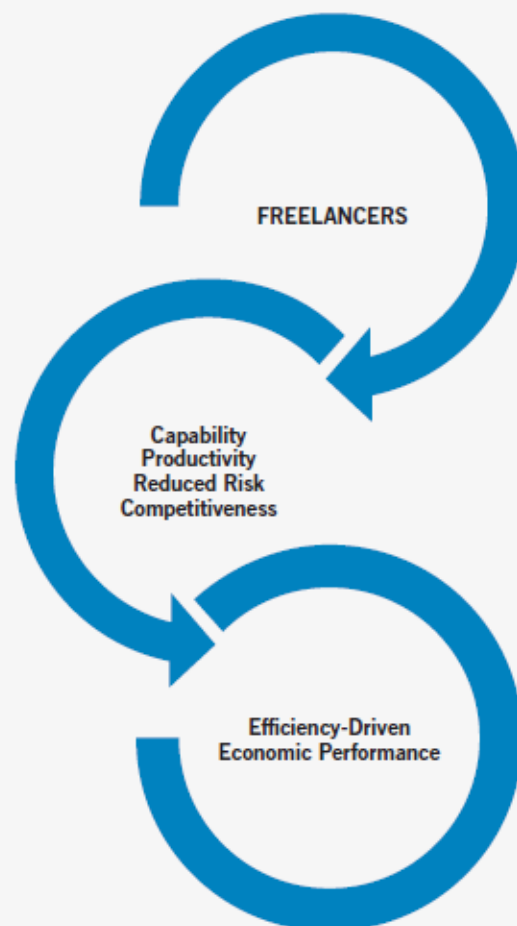 FREELANCERS
Capability
Productivity
Reduced Risk
Competitiveness
Efficiency-Driven
Economic Performance